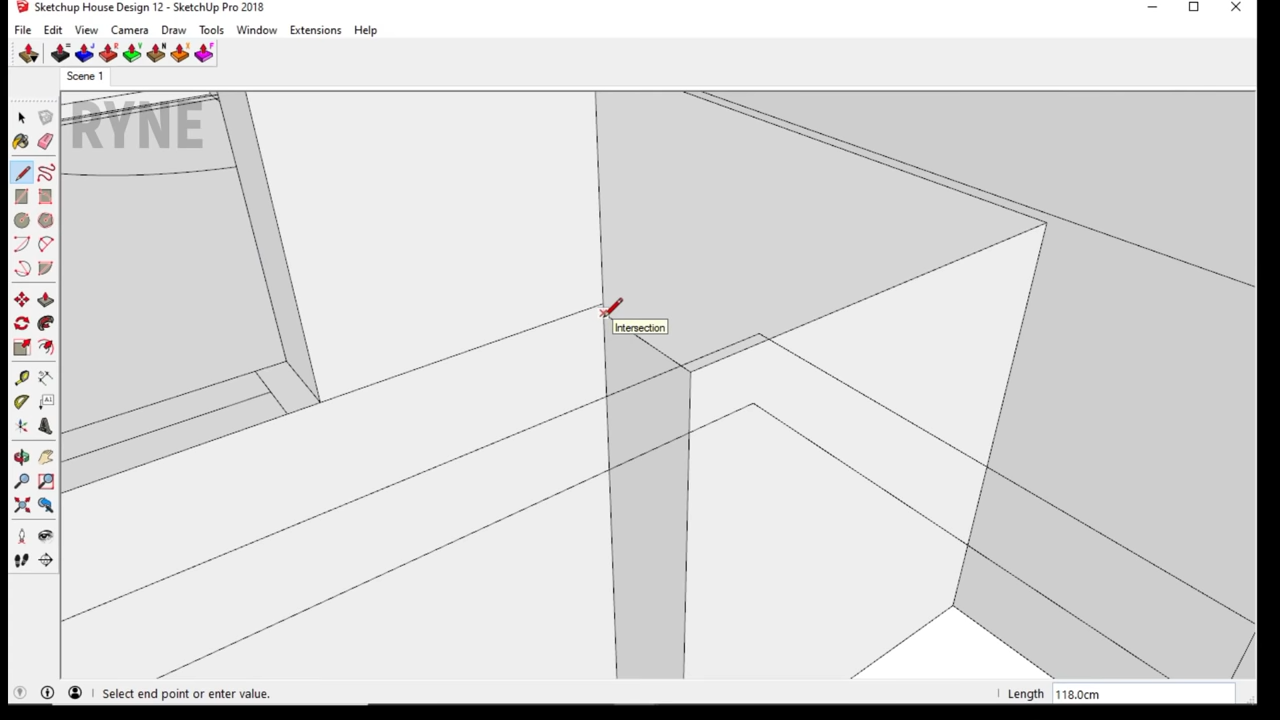 Sketchup House Design 12 - SketchUp Pro 2018
File Edit View Camera Draw Tools Window Extensions Help
= J R V N X F
Scene 1
RYNE
A1
Intersection
Select end point or enter value.
Length 118.0cm